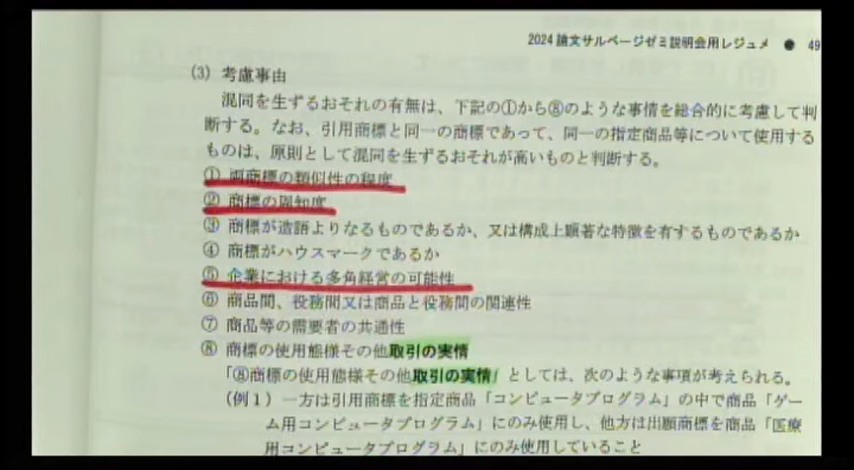 2024 論文サルベージゼミ説明会用レジュメ ● 49
(3) 考慮事由
混同を生ずるおそれの有無は、下記の①から⑧のような事情を総合的に考慮して判
断する。なお、引用商標と同一の商標であって、同一の指定商品等について使用する
ものは、原則として混同を生ずるおそれが高いものと判断する。
① 両商標の類似性の程度
② 商標の周知度
③ 商標が造語よりなるものであるか、又は構成上顕著な特徴を有するものであるか
④ 商標がハウスマークであるか
⑤ 企業における多角経営の可能性
⑥ 商品間、役務間又は商品と役務間の関連性
⑦ 商品等の需要者の共通性
⑧ 商標の使用態様その他取引の実情
「⑧商標の使用態様その他取引の実情」としては、次のような事項が考えられる。
(例1) 一方は引用商標を指定商品「コンピュータプログラム」の中で商品「ゲー
ム用コンピュータプログラム」にのみ使用し、他方は出願商標を商品「医療
用コンピュータプログラム」にのみ使用していること